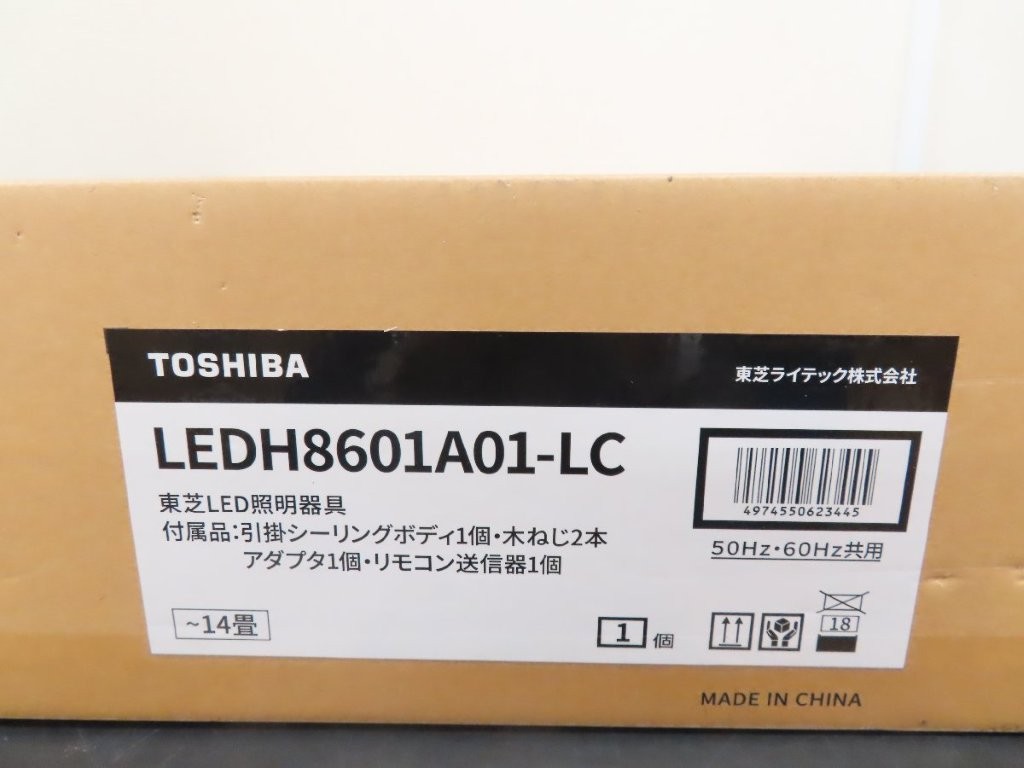 TOSHIBA
東芝ライテック株式会社
LEDH8601A01-LC
東芝LED照明器具
付属品:引掛シーリングボディ1個・木ねじ2本
アダプタ1個・リモコン送信器1個
4974550623445
50Hz・60Hz共用
~14畳
1 個
18
MADE IN CHINA